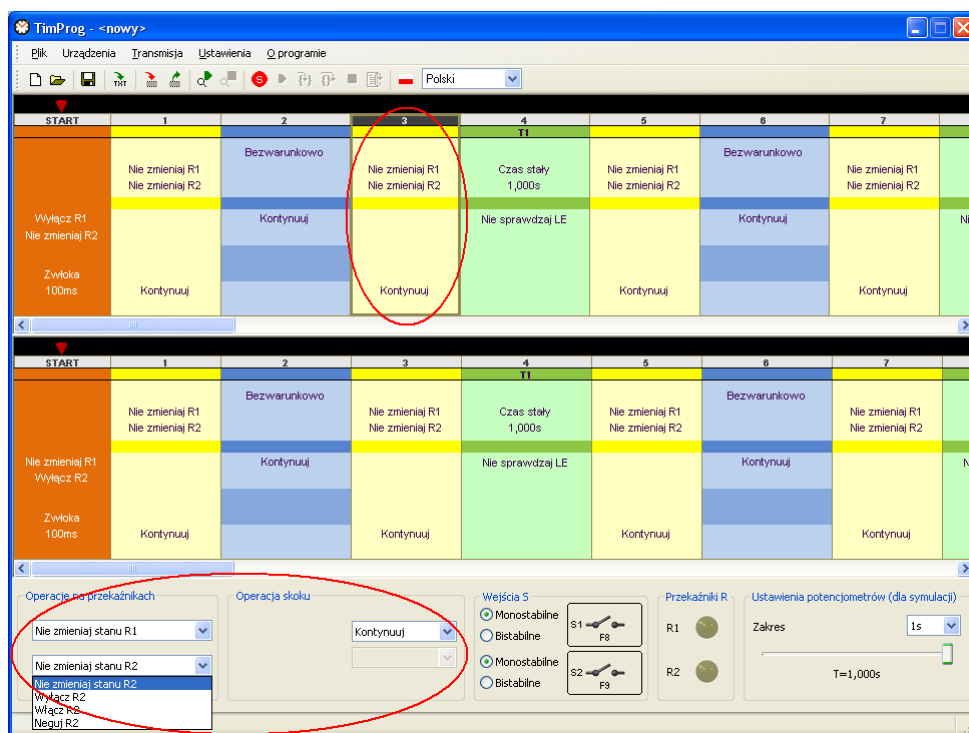 TimProg - <nowy>
Plik Urządzenia Transmisja Ustawienia O programie
TXT S Polski
START 1 2 3 4 5 6 7
T1
Bezwarunkowo Bezwarunkowo
Nie zmieniaj R1 Nie zmieniaj R1 Czas stały Nie zmieniaj R1 Nie zmieniaj R1
Nie zmieniaj R2 Nie zmieniaj R2 1,000s Nie zmieniaj R2 Nie zmieniaj R2
Wyłącz R1 Kontynuuj Nie sprawdzaj LE Kontynuuj Ni
Nie zmieniaj R2
Zwłoka
100ms Kontynuuj Kontynuuj Kontynuuj Kontynuuj
START 1 2 3 4 5 6 7
T1
Bezwarunkowo Bezwarunkowo
Nie zmieniaj R1 Nie zmieniaj R1 Czas stały Nie zmieniaj R1 Nie zmieniaj R1
Nie zmieniaj R2 Nie zmieniaj R2 1,000s Nie zmieniaj R2 Nie zmieniaj R2
Nie zmieniaj R1 Kontynuuj Nie sprawdzaj LE Kontynuuj N
Wyłącz R2
Zwłoka
100ms Kontynuuj Kontynuuj Kontynuuj Kontynuuj
Operacje na przekaźnikach Operacja skoku Wejścia S Przekaźniki R Ustawienia potencjometrów (dla symulacji)
Nie zmieniaj stanu R1 Kontynuuj Monostabilne S1 F8 R1 Zakres 1s
Bistabilne
Nie zmieniaj stanu R2 Monostabilne S2 F9 R2 T=1,000s
Nie zmieniaj stanu R2 Bistabilne
Wyłącz R2
Włącz R2
Neguj R2